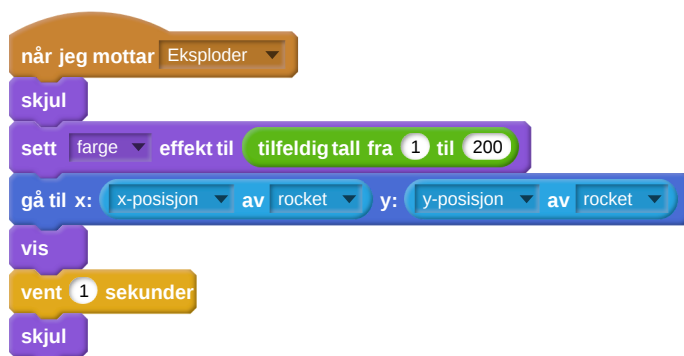 når jeg mottar Eksploder
skjul
sett farge effekt til tilfeldig tall fra 1 til 200
gå til x: x-posisjon av rocket y: y-posisjon av rocket
vis
vent 1 sekunder
skjul